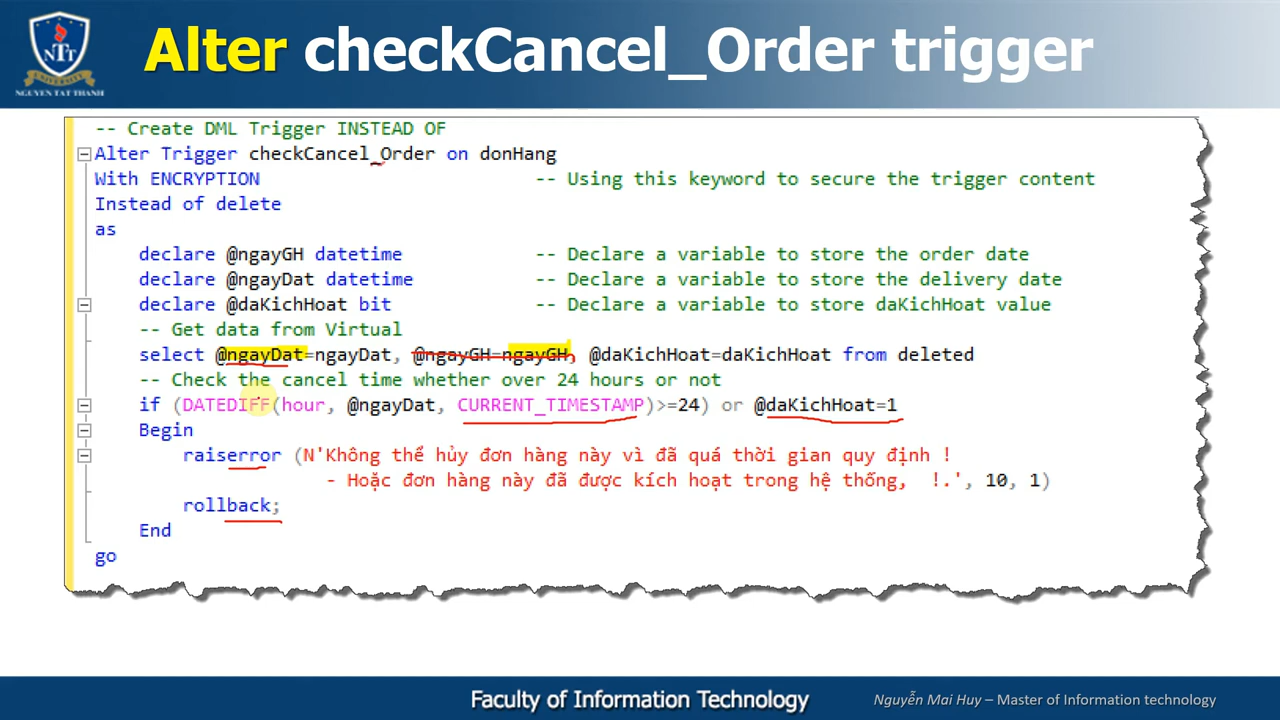 NTT
UNIVERSITY
NGUYEN TAT THANH
Alter checkCancel_Order trigger
-- Create DML Trigger INSTEAD OF
Alter Trigger checkCancel_Order on donHang
With ENCRYPTION -- Using this keyword to secure the trigger content
Instead of delete
as
declare @ngayGH datetime -- Declare a variable to store the order date
declare @ngayDat datetime -- Declare a variable to store the delivery date
declare @daKichHoat bit -- Declare a variable to store daKichHoat value
-- Get data from Virtual
select @ngayDat=ngayDat, @ngayGH=ngayGH, @daKichHoat=daKichHoat from deleted
-- Check the cancel time whether over 24 hours or not
if (DATEDIFF(hour, @ngayDat, CURRENT_TIMESTAMP)>=24) or @daKichHoat=1
Begin
raiserror (N'Không thể hủy đơn hàng này vì đã quá thời gian quy định !
- Hoặc đơn hàng này đã được kích hoạt trong hệ thống, !.', 10, 1)
rollback;
End
go
Faculty of Information Technology
Nguyễn Mai Huy – Master of Information technology